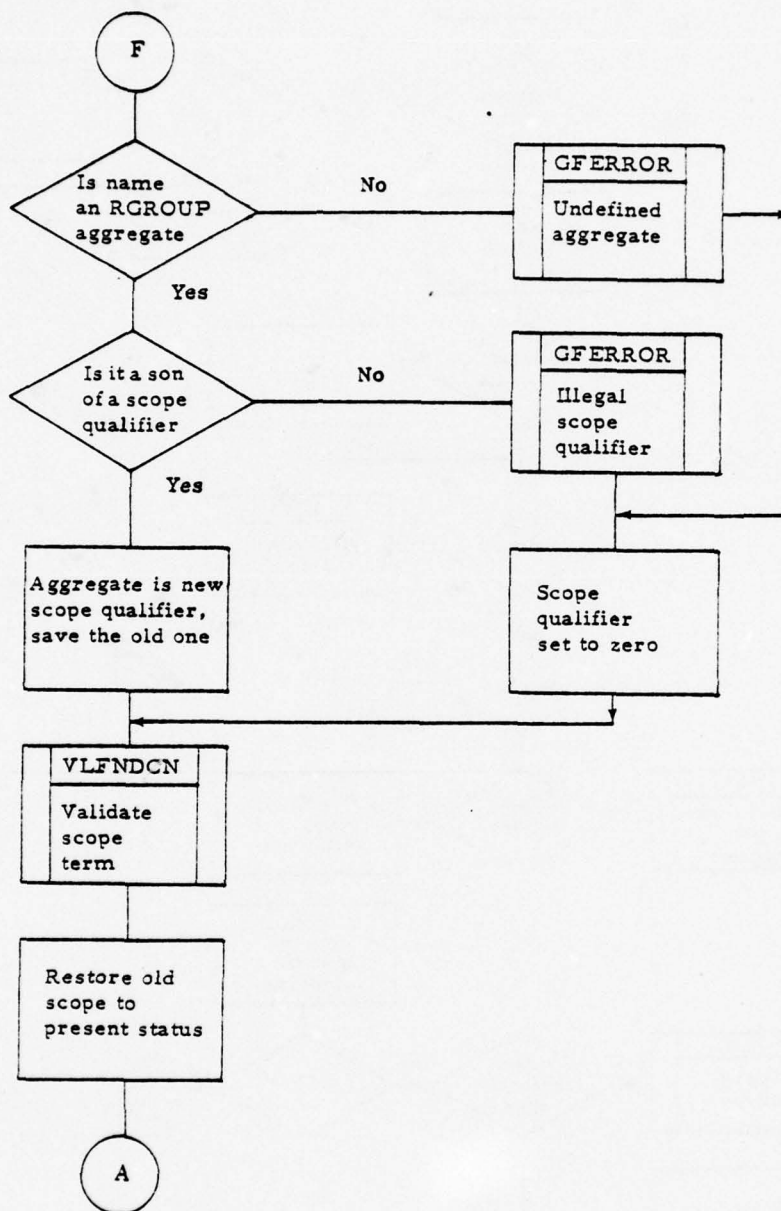 F
Is name
an RGROUP
aggregate
No
GFERROR
Undefined
aggregate
Yes
Is it a son
of a scope
qualifier
No
GFERROR
Illegal
scope
qualifier
Yes
Aggregate is new
scope qualifier,
save the old one
Scope
qualifier
set to zero
VLFNDCN
Validate
scope
term
Restore old
scope to
present status
A